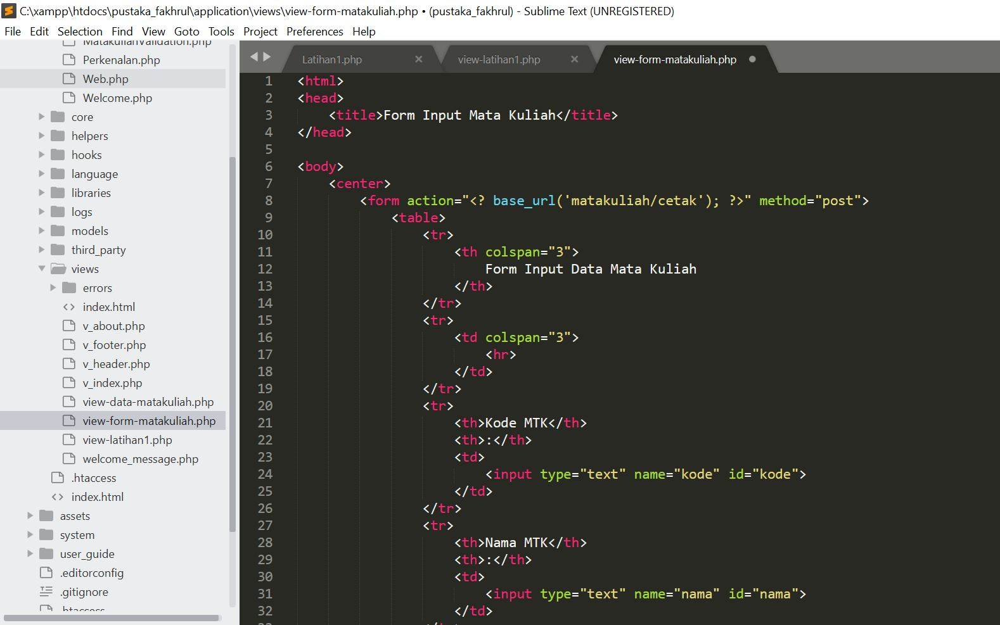 C:\xampp\htdocs\pustaka_fakhrul\application\views\view-form-matakuliah.php • (pustaka_fakhrul) - Sublime Text (UNREGISTERED)
File Edit Selection Find View Goto Tools Project Preferences Help
MatakuliahValidation.php
Perkenalan.php
Web.php
Welcome.php
core
helpers
hooks
language
libraries
logs
models
third_party
views
errors
index.html
v_about.php
v_footer.php
v_header.php
v_index.php
view-data-matakuliah.php
view-form-matakuliah.php
view-latihan1.php
welcome_message.php
.htaccess
index.html
assets
system
user_guide
.editorconfig
.gitignore
.htaccess
Latihan1.php view-latihan1.php view-form-matakuliah.php
1 <html>
2 <head>
3 <title>Form Input Mata Kuliah</title>
4 </head>
5
6 <body>
7 <center>
8 <form action="<? base_url('matakuliah/cetak'); ?>" method="post">
9 <table>
10 <tr>
11 <th colspan="3">
12 Form Input Data Mata Kuliah
13 </th>
14 </tr>
15 <tr>
16 <td colspan="3">
17 <hr>
18 </td>
19 </tr>
20 <tr>
21 <th>Kode MTK</th>
22 <th>:</th>
23 <td>
24 <input type="text" name="kode" id="kode">
25 </td>
26 </tr>
27 <tr>
28 <th>Nama MTK</th>
29 <th>:</th>
30 <td>
31 <input type="text" name="nama" id="nama">
32 </td>
33 </tr>